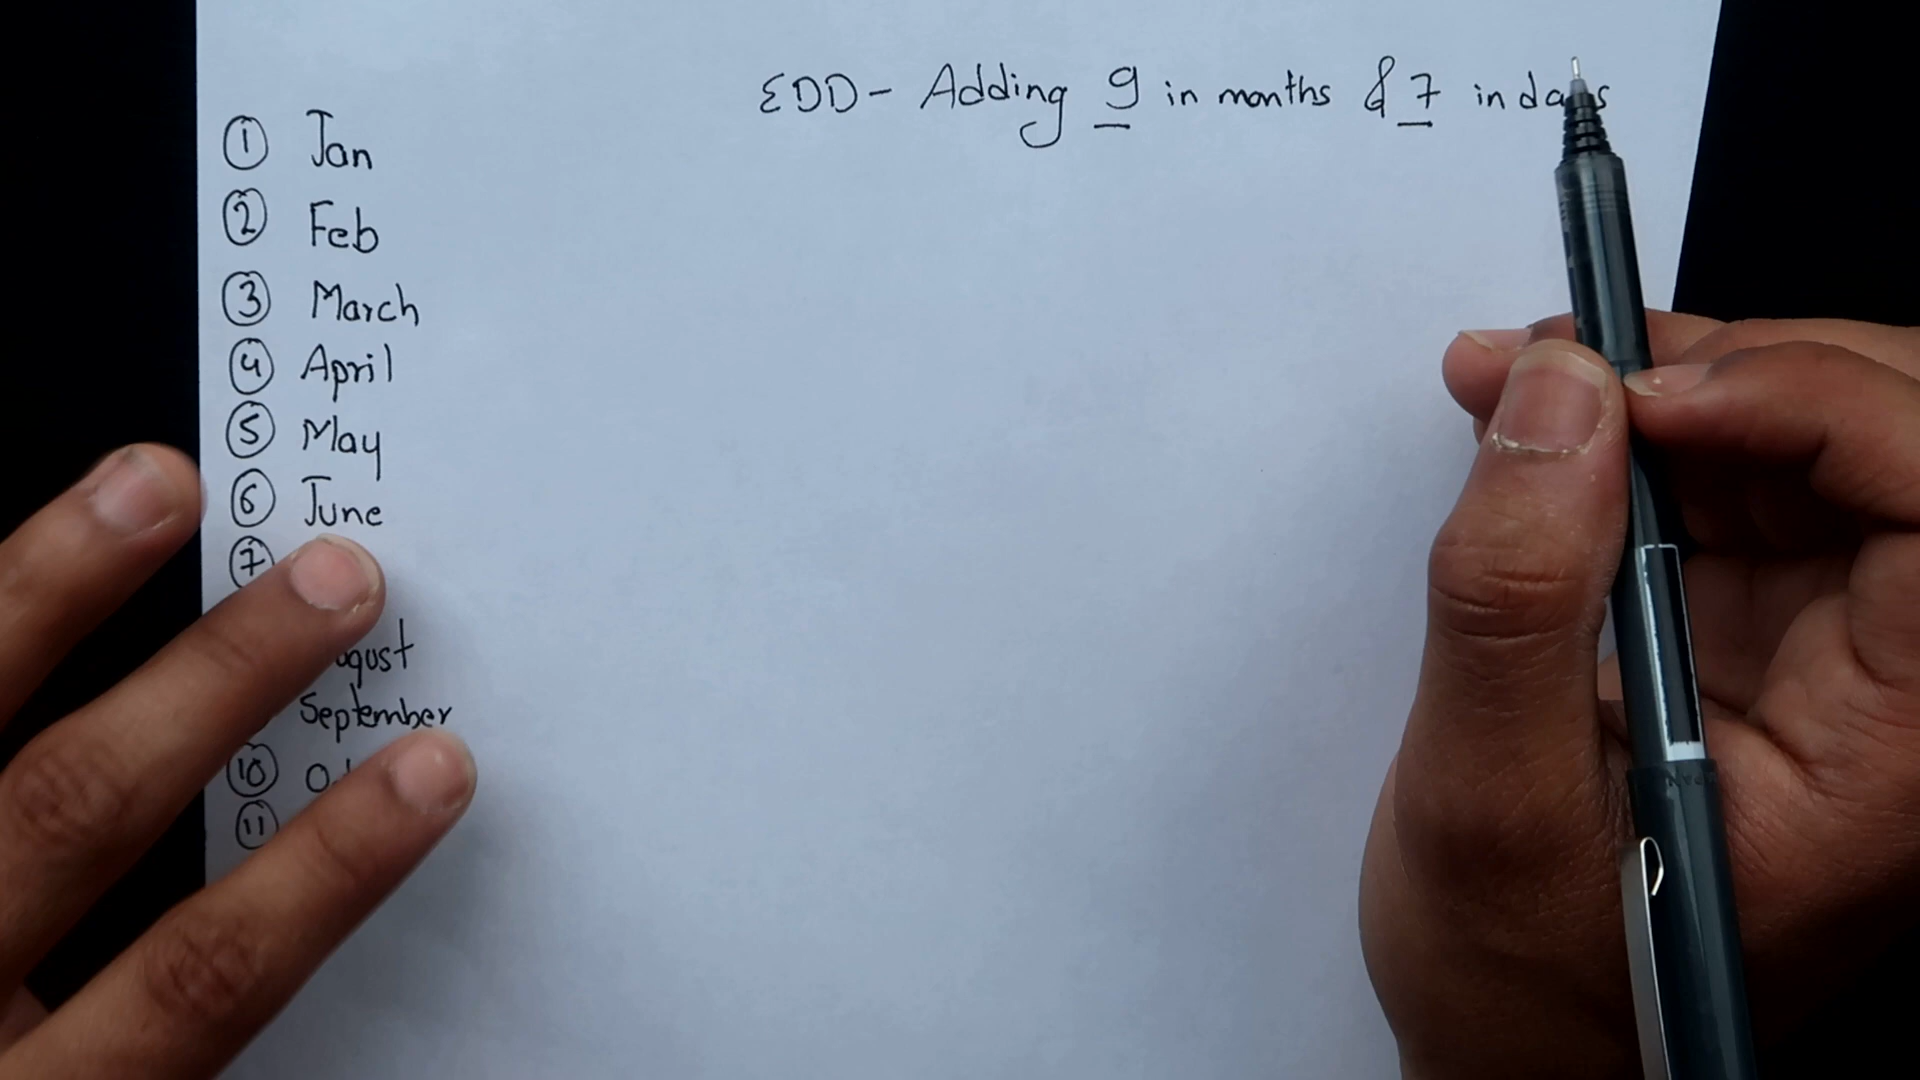 EDD - Adding 9 in months & 7 in days
① Jan
② Feb
③ March
④ April
⑤ May
⑥ June
⑦
September
⑩
⑪